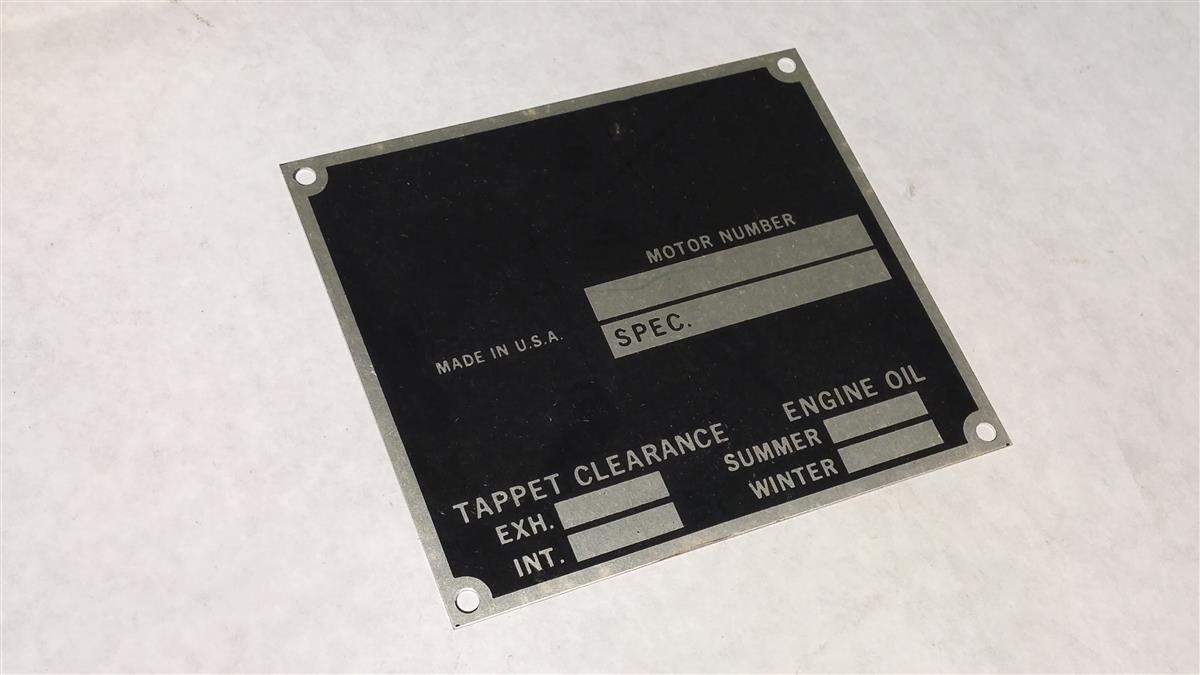 MOTOR NUMBER
SPEC.
MADE IN U.S.A.
TAPPET CLEARANCE
EXH.
INT.
ENGINE OIL
SUMMER
WINTER